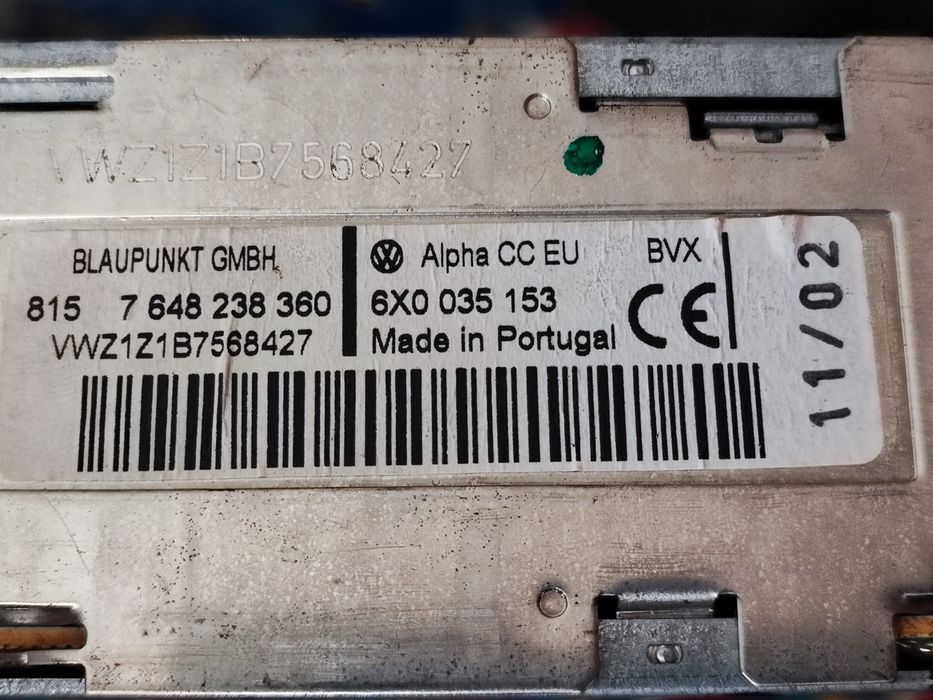 VWZ1Z1B7568427
BLAUPUNKT GMBH.
815 7 648 238 360
VWZ1Z1B7568427
Alpha CC EU BVX
6X0 035 153
Made in Portugal CE
11/02